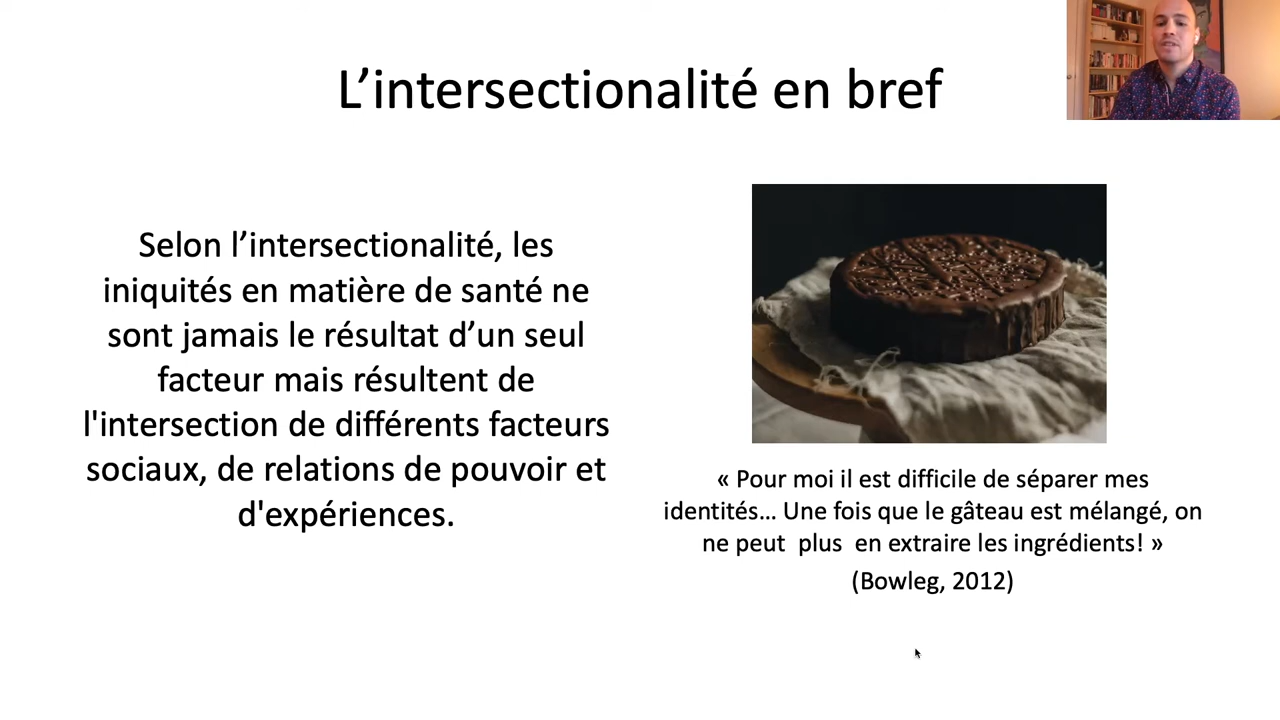 L’intersectionalité en bref
Selon l’intersectionalité, les
iniquités en matière de santé ne
sont jamais le résultat d’un seul
facteur mais résultent de
l'intersection de différents facteurs
sociaux, de relations de pouvoir et
d'expériences.
« Pour moi il est difficile de séparer mes
identités… Une fois que le gâteau est mélangé, on
ne peut  plus  en extraire les ingrédients! »
(Bowleg, 2012)